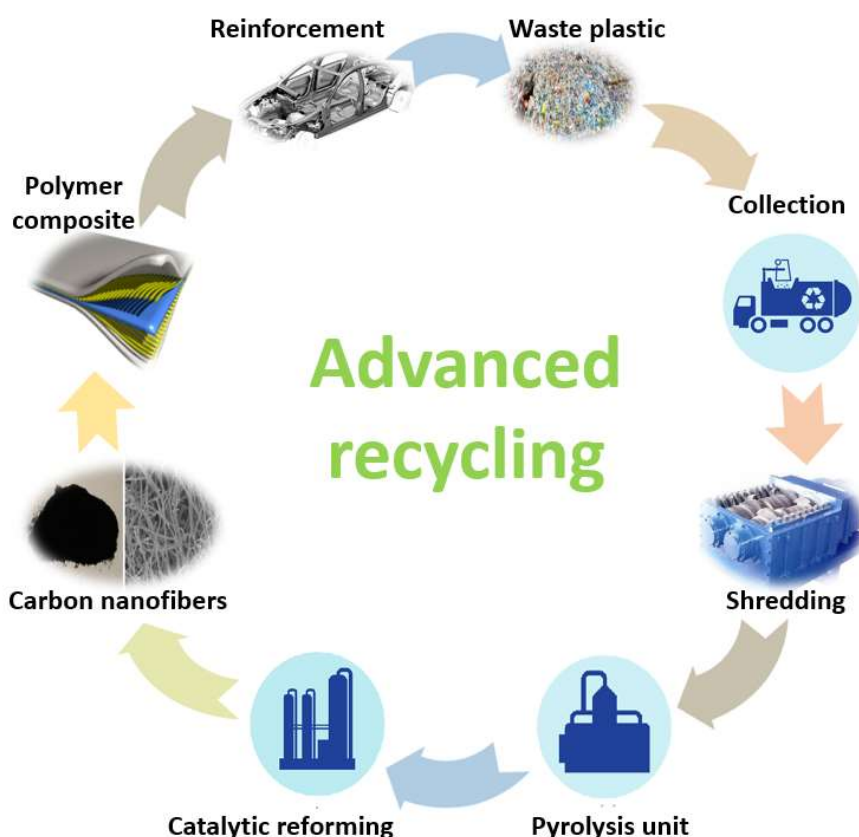 Reinforcement
Waste plastic
Collection
Shredding
Pyrolysis unit
Catalytic reforming
Carbon nanofibers
Polymer
composite
Advanced
recycling